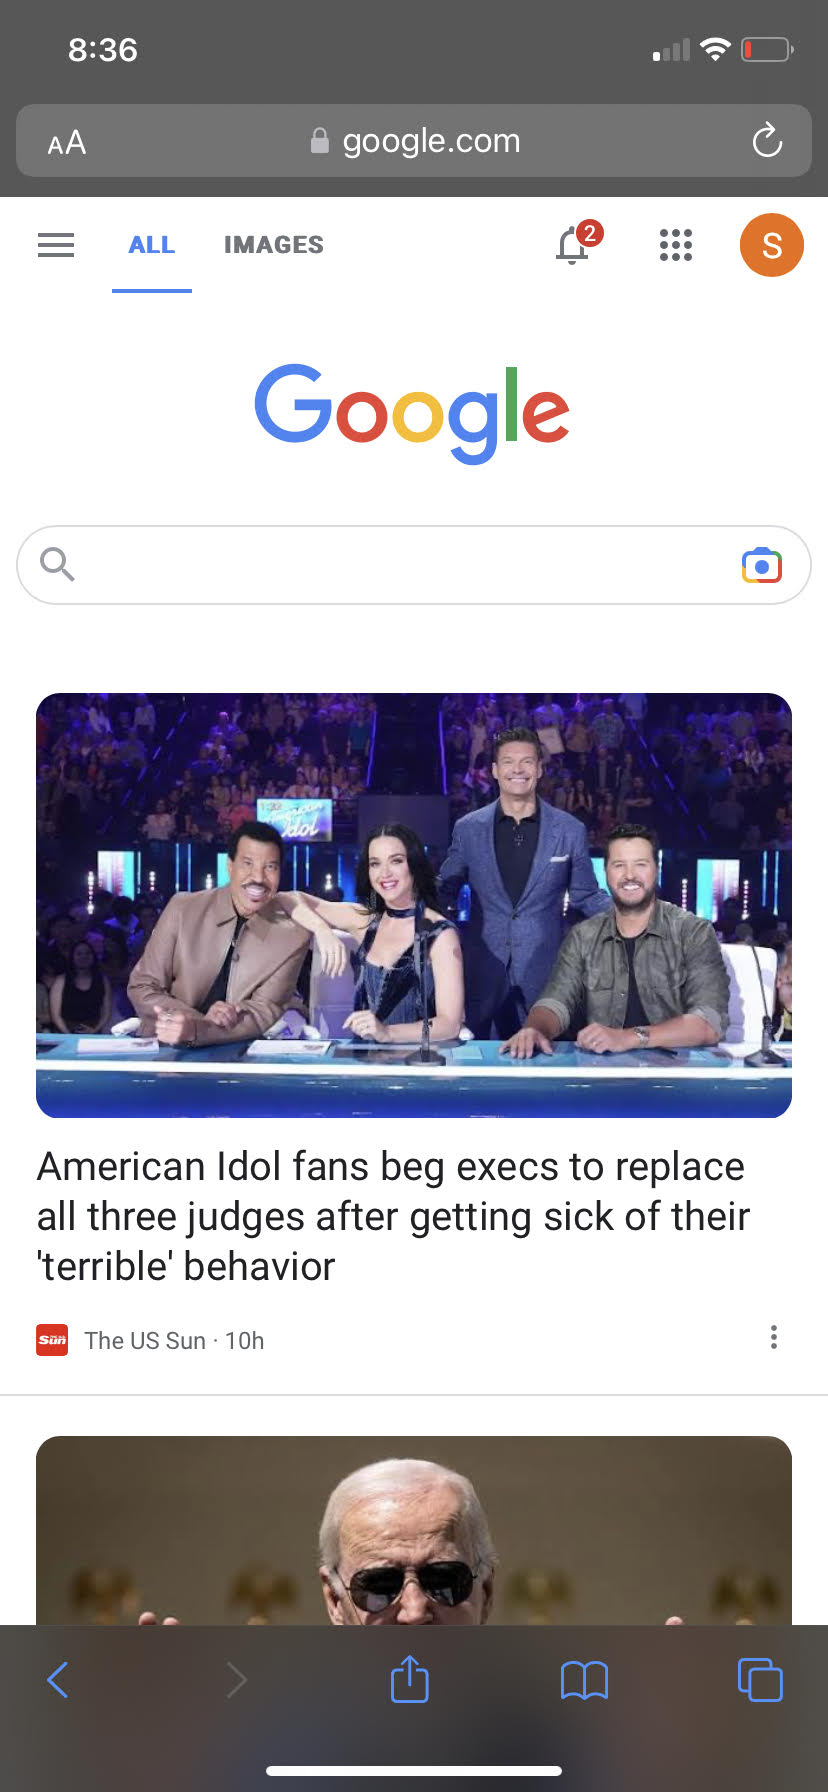 8:36
AA
google.com
ALL IMAGES
2
S
Google
American Idol
American Idol fans beg execs to replace
all three judges after getting sick of their
'terrible' behavior
Sun
The US Sun · 10h